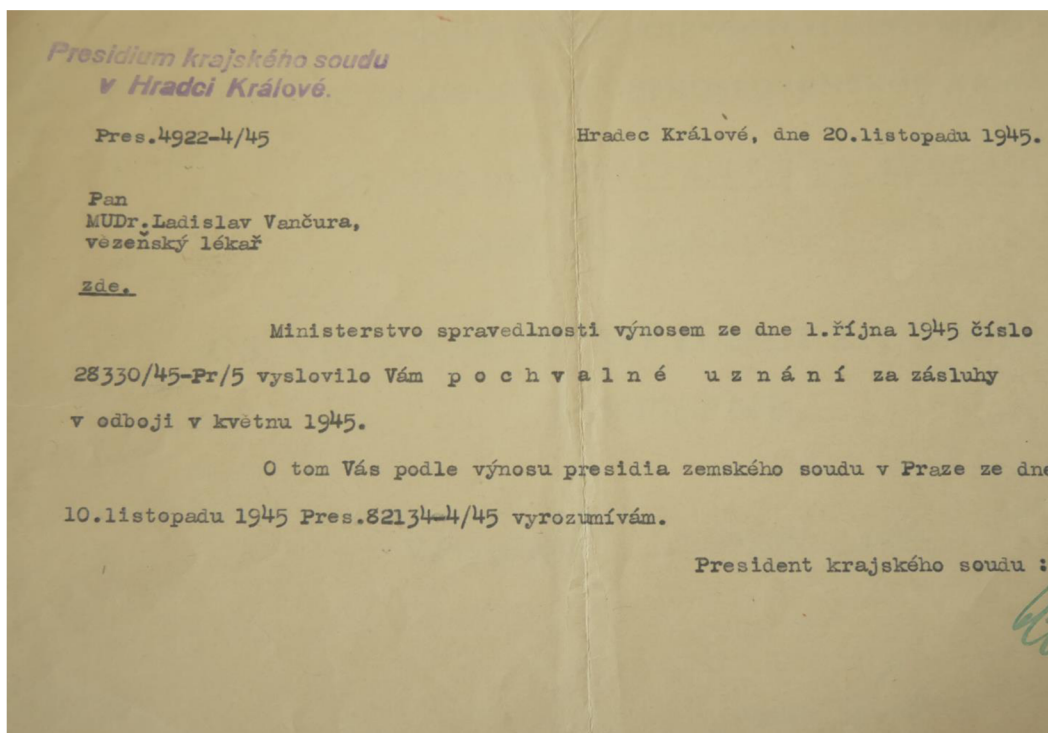 Presidium krajského soudu
v Hradci Králové.
Pres.4922-4/45
Hradec Králové, dne 20.listopadu 1945.
Pan
MUDr.Ladislav Vančura,
vězeňský lékař
zde.
Ministerstvo spravedlnosti výnosem ze dne 1.října 1945 číslo
28330/45-Pr/5 vyslovilo Vám p o c h v a l n é u z n á n í za zásluhy
v odboji v květnu 1945.
O tom Vás podle výnosu presidia zemského soudu v Praze ze dne
10.listopadu 1945 Pres.82134-4/45 vyrozumívám.
President krajského soudu :